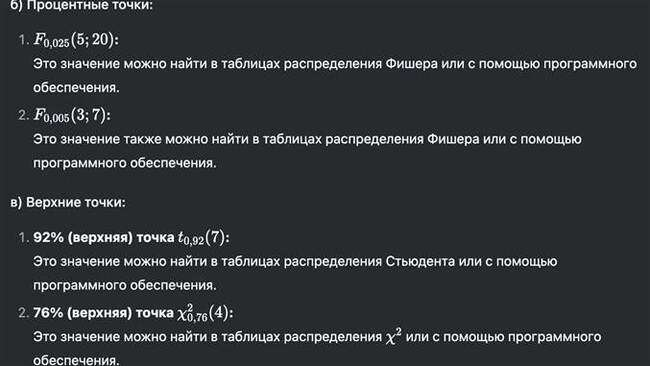 б) Процентные точки:
1. F0,025(5; 20):
Это значение можно найти в таблицах распределения Фишера или с помощью программного
обеспечения.
2. F0,005(3; 7):
Это значение также можно найти в таблицах распределения Фишера или с помощью
программного обеспечения.
в) Верхние точки:
1. 92% (верхняя) точка t0,92(7):
Это значение можно найти в таблицах распределения Стьюдента или с помощью
программного обеспечения.
2. 76% (верхняя) точка χ²0,76(4):
Это значение можно найти в таблицах распределения χ² или с помощью программного
обеспечения.